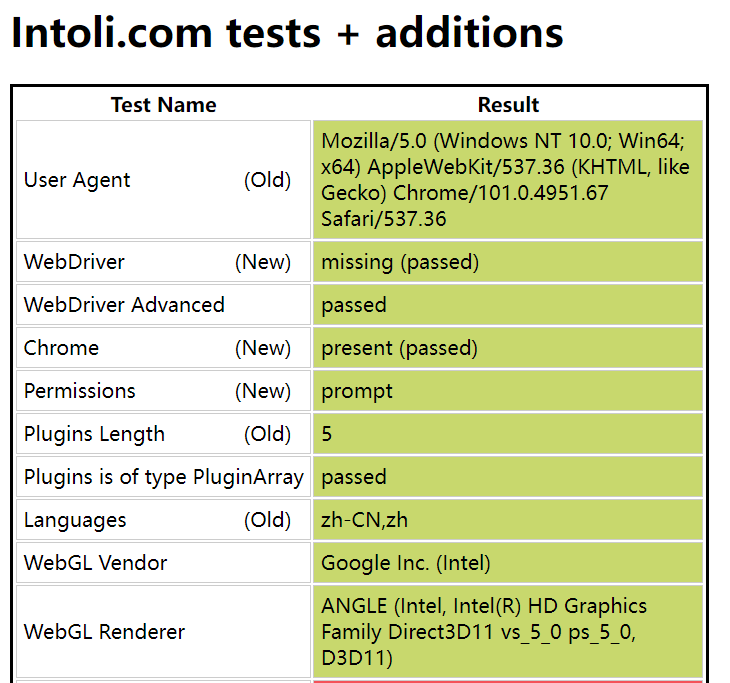 Intoli.com tests + additions
Test Name Result
User Agent (Old) Mozilla/5.0 (Windows NT 10.0; Win64;
x64) AppleWebKit/537.36 (KHTML, like
Gecko) Chrome/101.0.4951.67
Safari/537.36
WebDriver (New) missing (passed)
WebDriver Advanced passed
Chrome (New) present (passed)
Permissions (New) prompt
Plugins Length (Old) 5
Plugins is of type PluginArray passed
Languages (Old) zh-CN,zh
WebGL Vendor Google Inc. (Intel)
WebGL Renderer ANGLE (Intel, Intel(R) HD Graphics
Family Direct3D11 vs_5_0 ps_5_0,
D3D11)